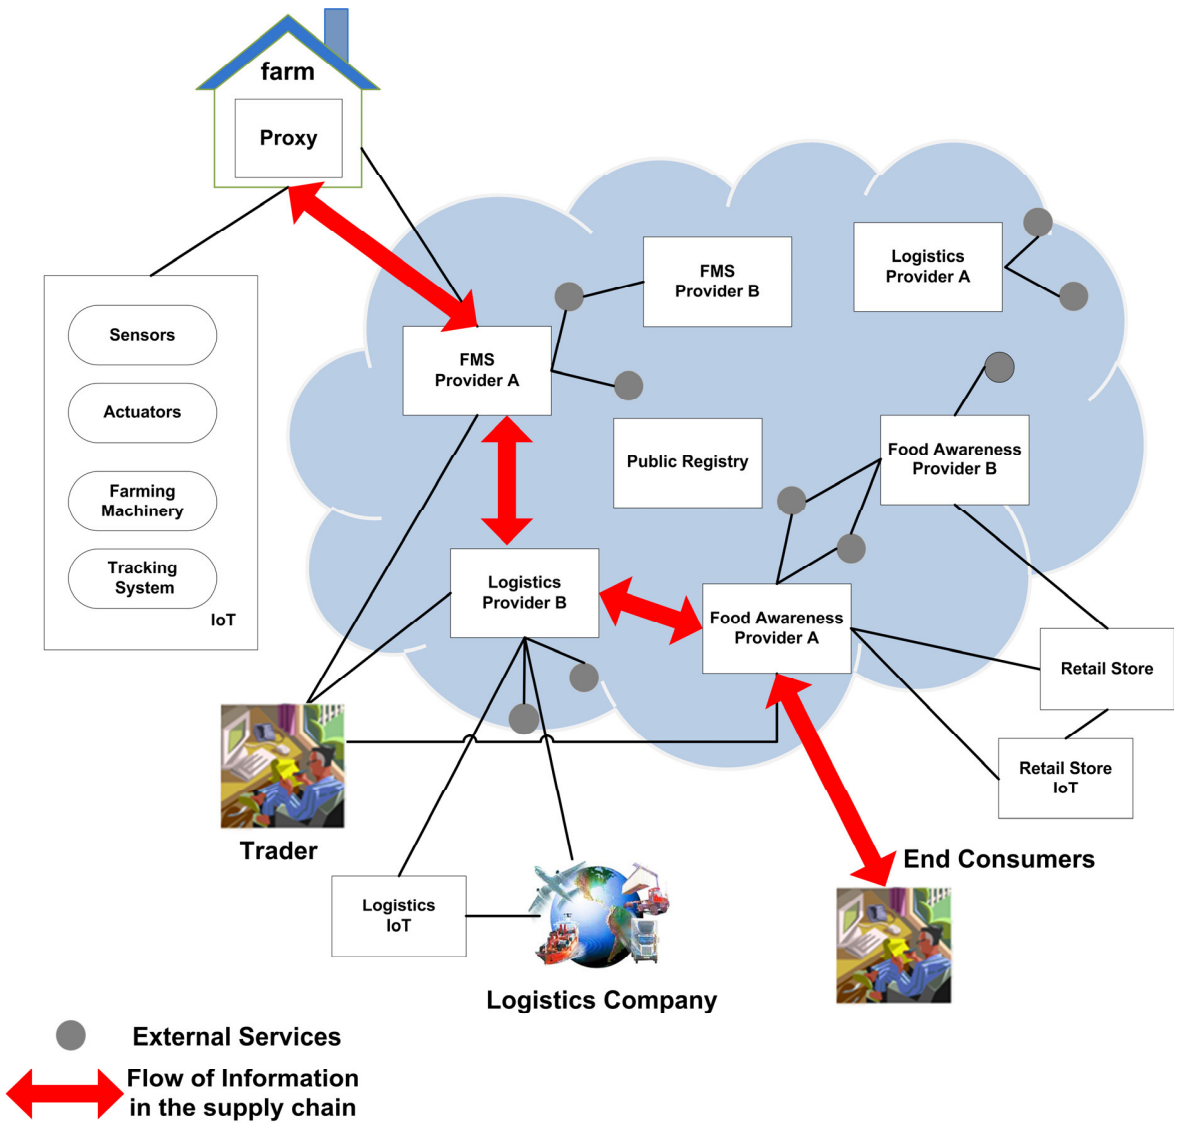 farm
Proxy
Sensors
Actuators
Farming
Machinery
Tracking
System
IoT
FMS
Provider A
FMS
Provider B
Logistics
Provider A
Public Registry
Food Awareness
Provider B
Logistics
Provider B
Food Awareness
Provider A
Retail Store
Retail Store
IoT
Trader
End Consumers
Logistics
IoT
Logistics Company
External Services
Flow of Information
in the supply chain